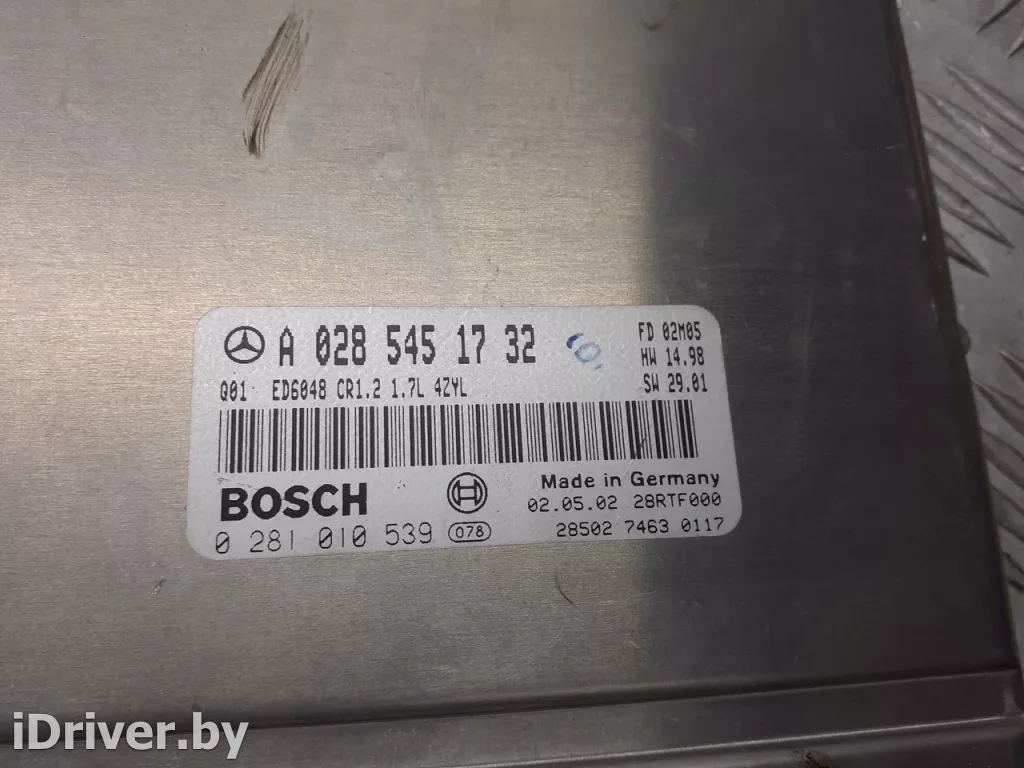 A 028 545 17 32
FD 02M05
HW 14.98
SW 29.01
Q01 ED6048 CR1.2 1.7L 4ZYL
BOSCH
Made in Germany
02.05.02 28RTF000
0 281 010 539 078
28502 7463 0117
iDriver.by